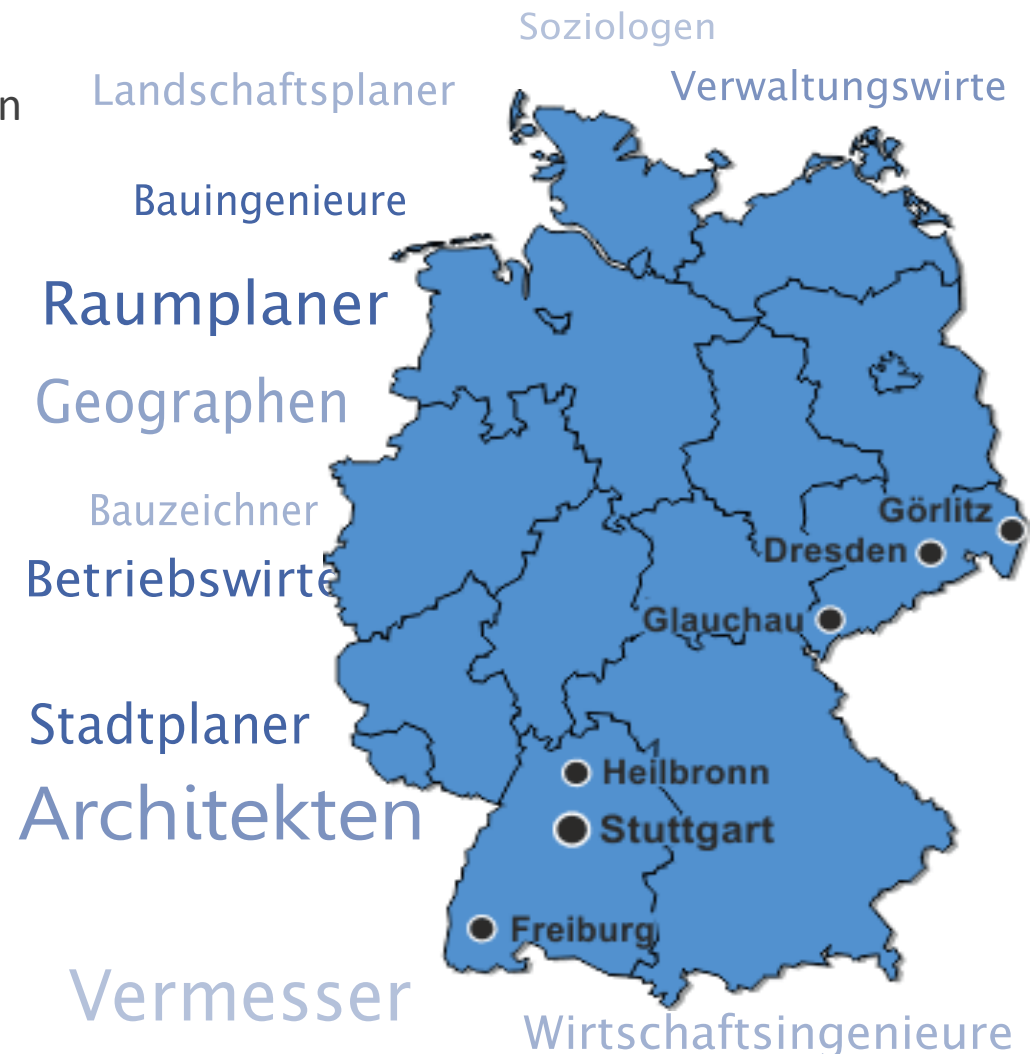 Soziologen
Verwaltungswirte
Landschaftsplaner
n
Bauingenieure
Raumplaner
Geographen
Bauzeichner
Görlitz
Dresden
Betriebswirte
Glauchau
Stadtplaner
Heilbronn
Architekten
Stuttgart
Freiburg
Vermesser
Wirtschaftsingenieure